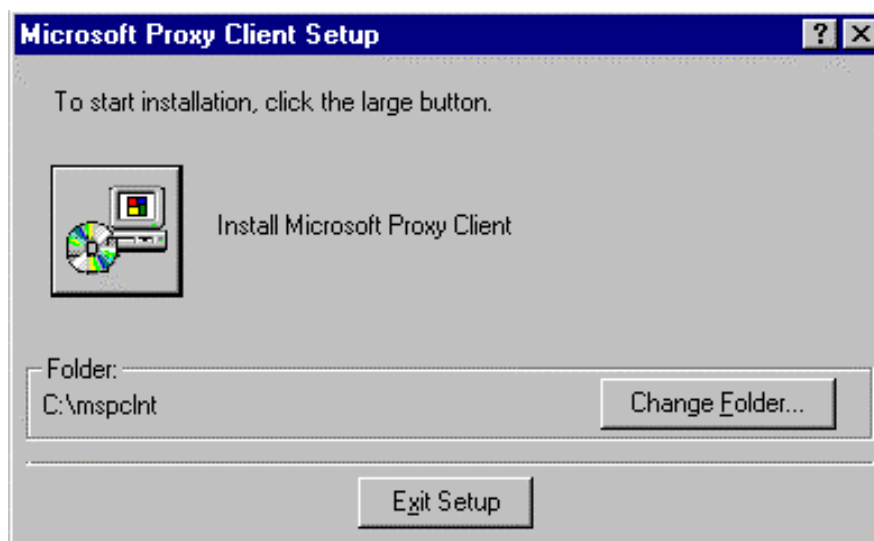 Microsoft Proxy Client Setup
To start installation, click the large button.
Install Microsoft Proxy Client
Folder:
C:\mspclnt
Change Folder...
Exit Setup